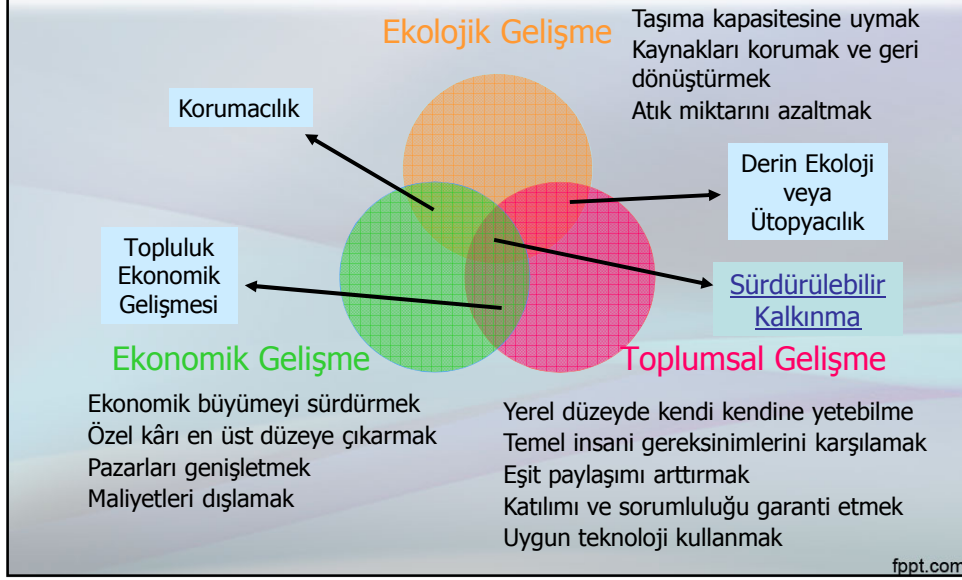 Ekolojik Gelişme
Taşıma kapasitesine uymak
Kaynakları korumak ve geri
dönüştürmek
Atık miktarını azaltmak
Korumacılık
Derin Ekoloji
veya
Ütopyacılık
Topluluk
Ekonomik
Gelişmesi
Sürdürülebilir
Kalkınma
Ekonomik Gelişme
Ekonomik büyümeyi sürdürmek
Özel kârı en üst düzeye çıkarmak
Pazarları genişletmek
Maliyetleri dışlamak
Toplumsal Gelişme
Yerel düzeyde kendi kendine yetebilme
Temel insani gereksinimlerini karşılamak
Eşit paylaşımı arttırmak
Katılımı ve sorumluluğu garanti etmek
Uygun teknoloji kullanmak
fppt.com